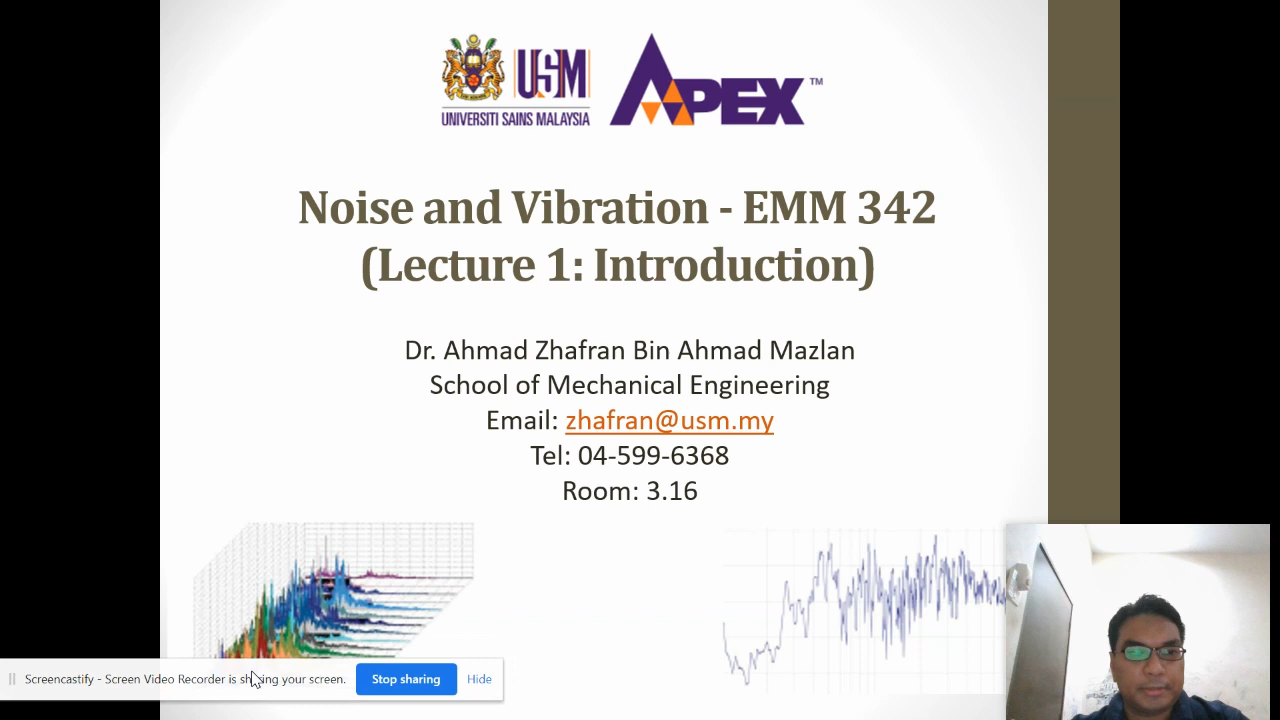 USM
UNIVERSITI SAINS MALAYSIA
APEX™
Noise and Vibration - EMM 342
(Lecture 1: Introduction)
Dr. Ahmad Zhafran Bin Ahmad Mazlan
School of Mechanical Engineering
Email: zhafran@usm.my
Tel: 04-599-6368
Room: 3.16
Screencastify - Screen Video Recorder is sharing your screen.
Stop sharing
Hide